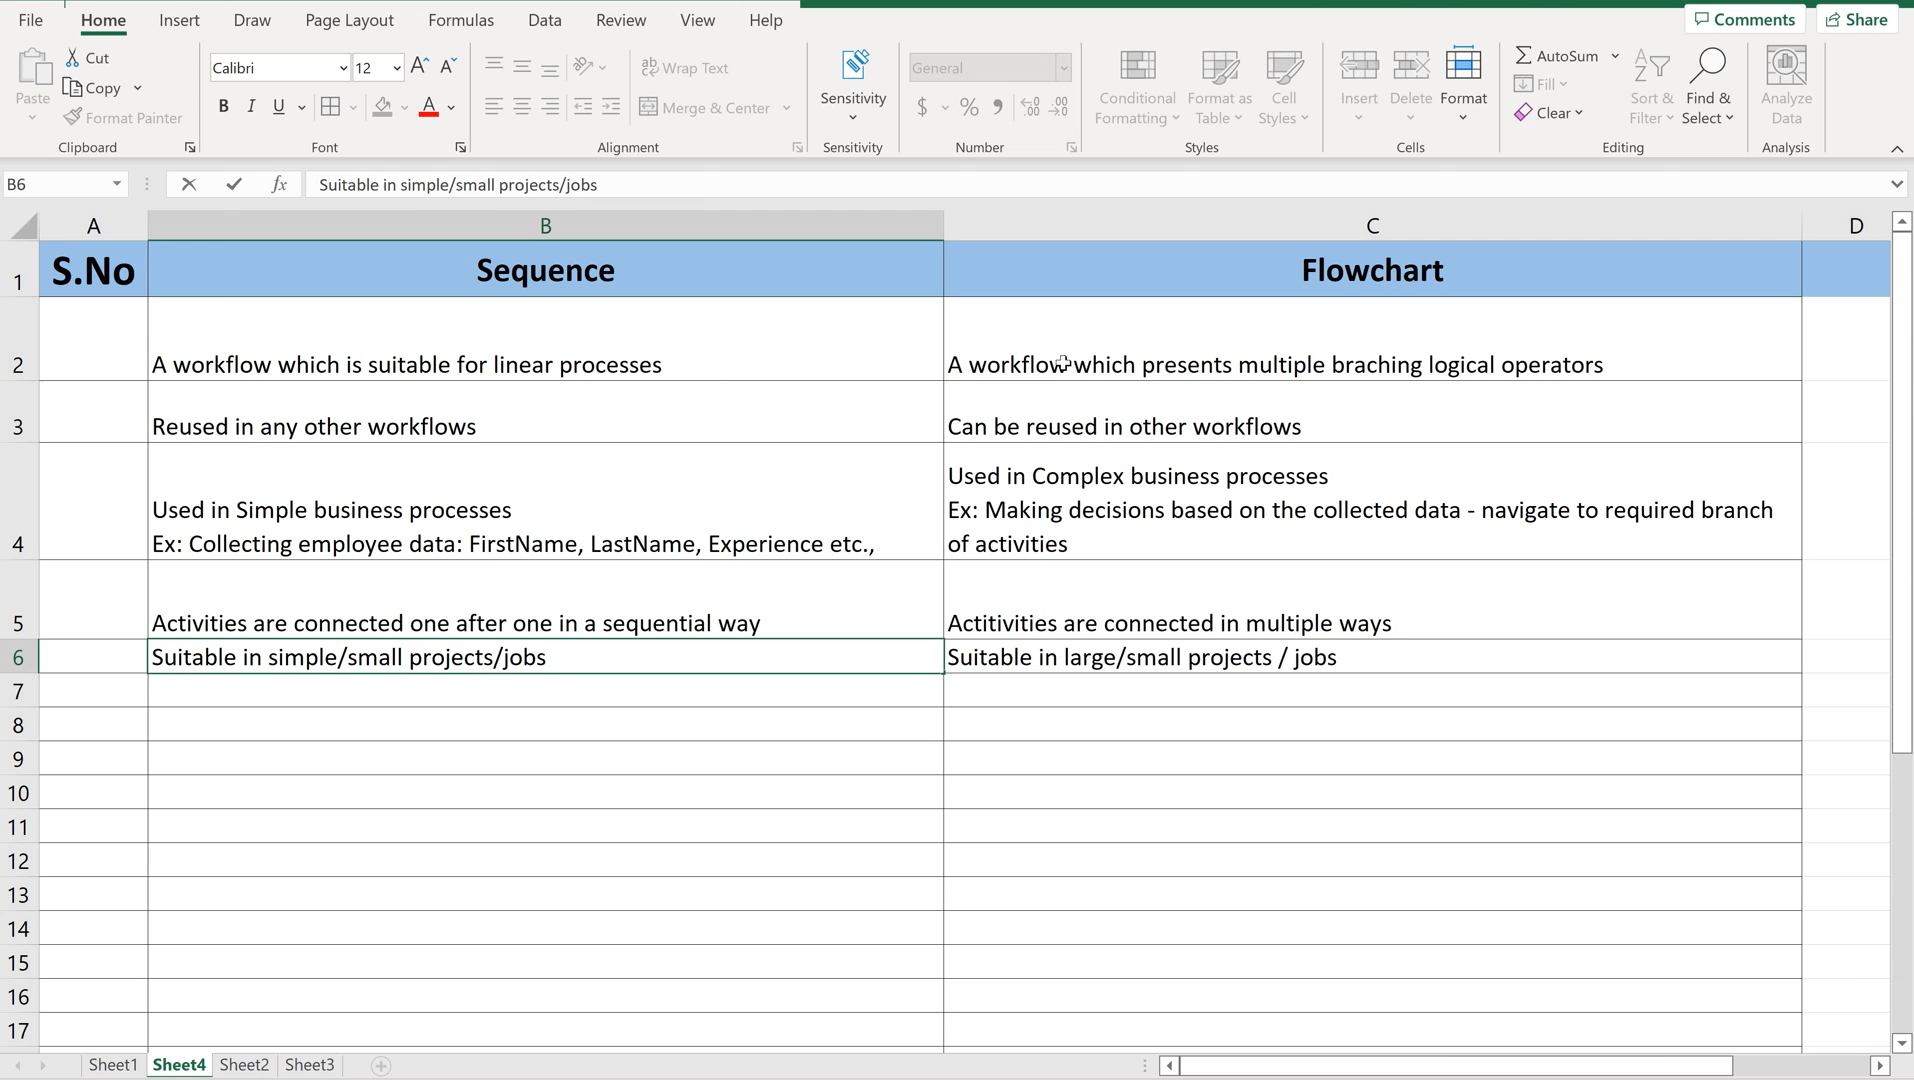 File Home Insert Draw Page Layout Formulas Data Review View Help Comments Share
Paste Cut Copy Format Painter Clipboard
Calibri 12 A^ A˅ B I U A Font
ab Wrap Text Merge & Center Alignment
Sensitivity Sensitivity
General $ % , Number
Conditional Formatting Format as Table Cell Styles Styles
Insert Delete Format Cells
AutoSum Fill Clear Sort & Filter Find & Select Editing
Analyze Data Analysis
B6 fx Suitable in simple/small projects/jobs
A B C D
1 S.No Sequence Flowchart
2 A workflow which is suitable for linear processes A workflow which presents multiple braching logical operators
3 Reused in any other workflows Can be reused in other workflows
Used in Complex business processes
Used in Simple business processes Ex: Making decisions based on the collected data - navigate to required branch
4 Ex: Collecting employee data: FirstName, LastName, Experience etc., of activities
5 Activities are connected one after one in a sequential way Actitivities are connected in multiple ways
6 Suitable in simple/small projects/jobs Suitable in large/small projects / jobs
7
8
9
10
11
12
13
14
15
16
17
Sheet1 Sheet4 Sheet2 Sheet3